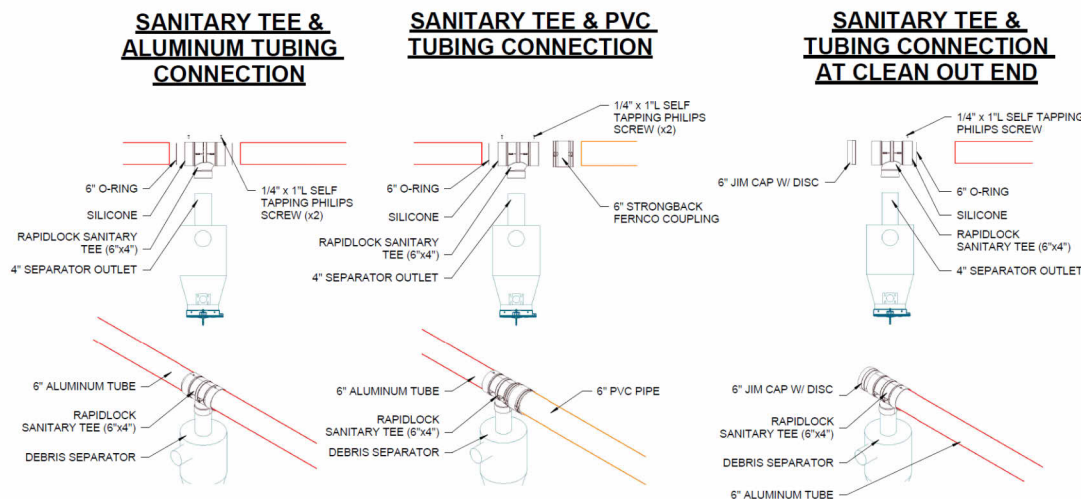 SANITARY TEE &
ALUMINUM TUBING
CONNECTION
6" O-RING
SILICONE
RAPIDLOCK SANITARY
TEE (6"x4")
4" SEPARATOR OUTLET
1/4" x 1"L SELF
TAPPING PHILIPS
SCREW (x2)
6" ALUMINUM TUBE
RAPIDLOCK
SANITARY TEE (6"x4")
DEBRIS SEPARATOR
SANITARY TEE & PVC
TUBING CONNECTION
1/4" x 1"L SELF
TAPPING PHILIPS
SCREW (x2)
6" O-RING
SILICONE
6" STRONGBACK
FERNCO COUPLING
RAPIDLOCK SANITARY
TEE (6"x4")
4" SEPARATOR OUTLET
6" ALUMINUM TUBE
6" PVC PIPE
RAPIDLOCK
SANITARY TEE (6"x4")
DEBRIS SEPARATOR
SANITARY TEE &
TUBING CONNECTION
AT CLEAN OUT END
1/4" x 1"L SELF TAPPING
PHILIPS SCREW
6" JIM CAP W/ DISC
6" O-RING
SILICONE
RAPIDLOCK
SANITARY TEE (6"x4")
4" SEPARATOR OUTLET
6" JIM CAP W/ DISC
RAPIDLOCK
SANITARY TEE (6"x4")
DEBRIS SEPARATOR
6" ALUMINUM TUBE